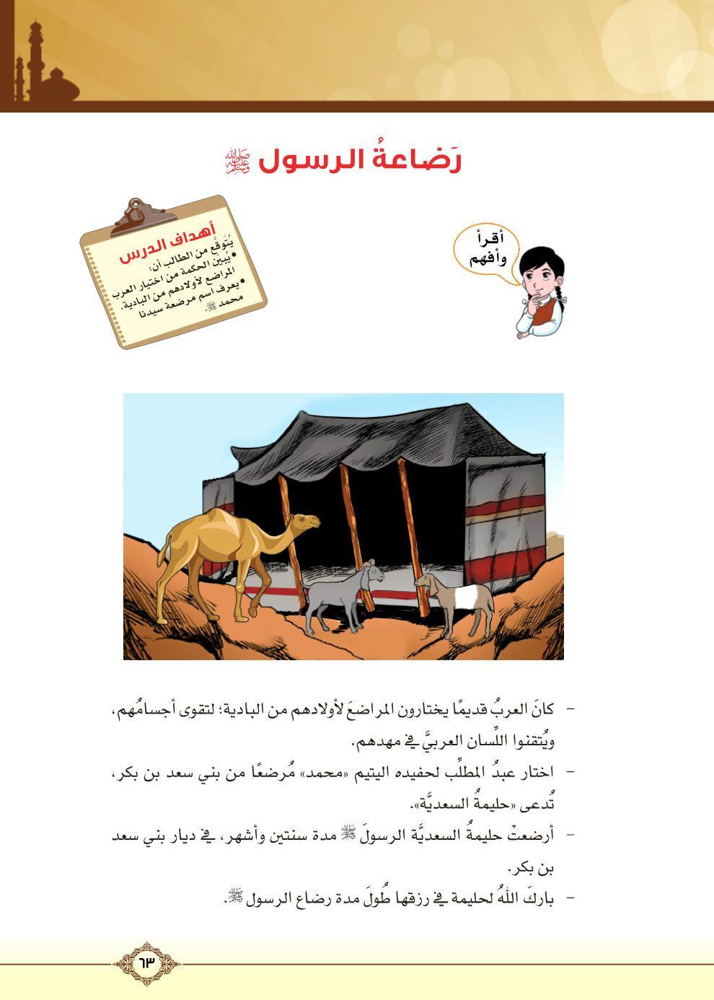 رَضاعةُ الرسول ﷺ
أقرأ
وأفهم
أهداف الدرس
يُتَوقَّع من الطالب أن:
•يُبيّن الحكمة من اختيار العرب
المراضع لأولادهم من البادية.
•يعرف اسم مرضعة سيدنا
محمد ﷺ.
– كانَ العربُ قديمًا يختارون المراضعَ لأولادهم من البادية؛ لتقوى أجسامُهم،
ويُتقنوا اللِّسان العربيَّ في مهدهم.
– اختار عبدُ المطلِّب لحفيده اليتيم «محمد» مُرضعًا من بني سعد بن بكر،
تُدعى «حليمةُ السعديَّة».
– أرضعتْ حليمةُ السعديَّة الرسولَ ﷺ مدة سنتين وأشهر، في ديار بني سعد
بن بكر.
– باركَ اللهُ لحليمة في رزقها طُولَ مدة رضاع الرسول ﷺ.
٦٣